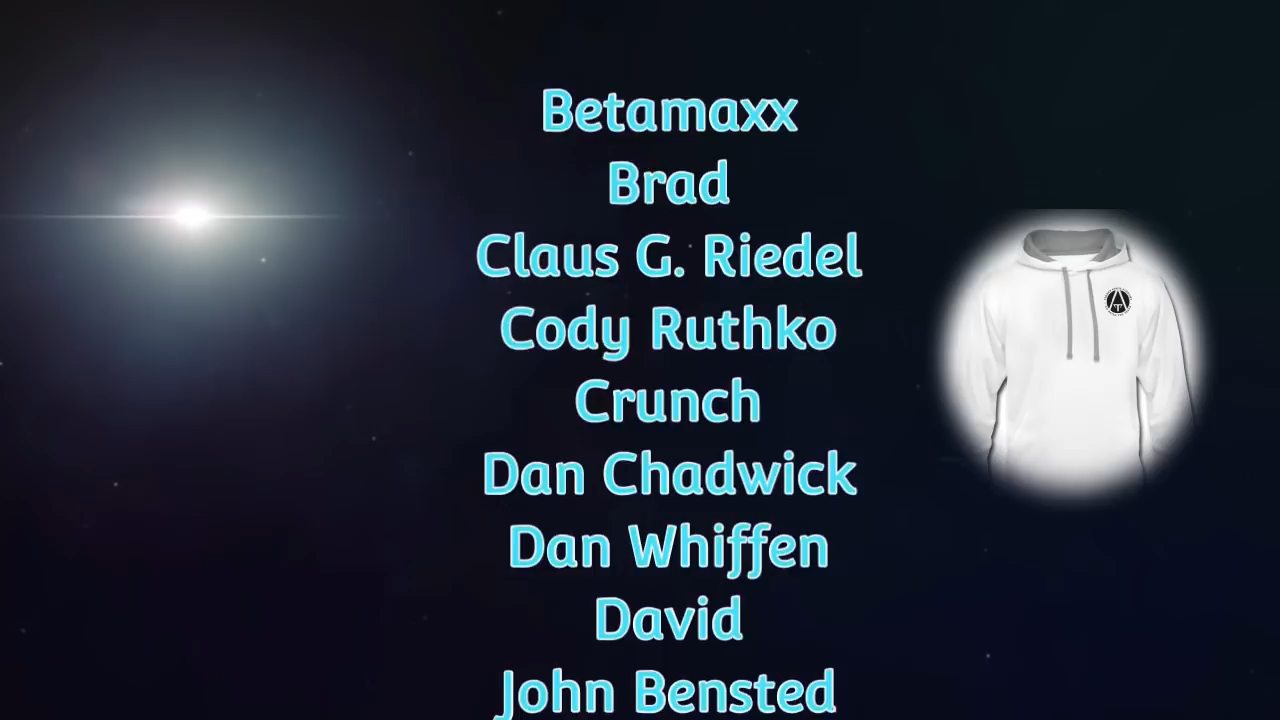 Betamaxx
Brad
Claus G. Riedel
Cody Ruthko
Crunch
Dan Chadwick
Dan Whiffen
David
John Bensted